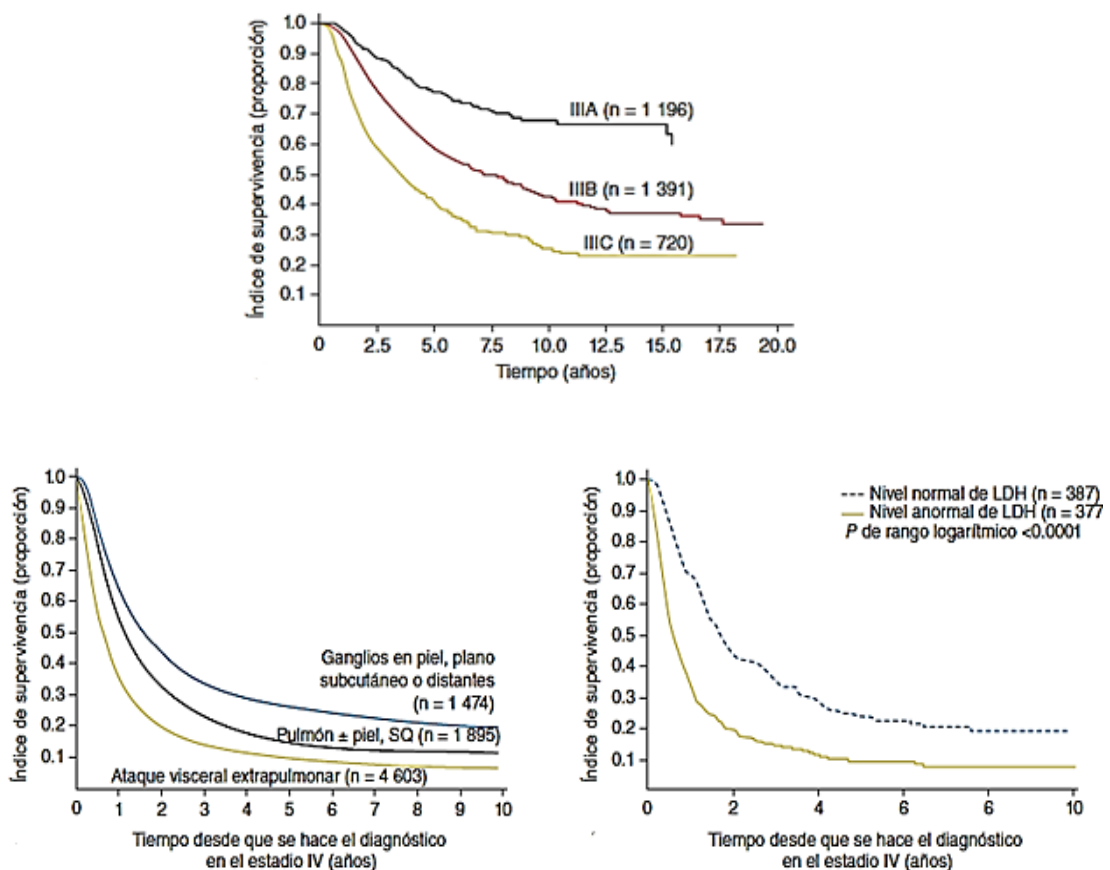 Índice de supervivencia (proporción)
1.0
0.9
0.8
0.7
0.6
0.5
0.4
0.3
0.2
0.1
IIIA (n = 1 196)
IIIB (n = 1 391)
IIIC (n = 720)
0 2.5 5.0 7.5 10.0 12.5 15.0 17.5 20.0
Tiempo (años)
Índice de supervivencia (proporción)
1.0
0.9
0.8
0.7
0.6
0.5
0.4
0.3
0.2
0.1
Ganglios en piel, plano
subcutáneo o distantes
(n = 1 474)
Pulmón ± piel, SQ (n = 1 895)
Ataque visceral extrapulmonar (n = 4 603)
0 1 2 3 4 5 6 7 8 9 10
Tiempo desde que se hace el diagnóstico
en el estadio IV (años)
Índice de supervivencia (proporción)
1.0
0.9
0.8
0.7
0.6
0.5
0.4
0.3
0.2
0.1
Nivel normal de LDH (n = 387)
Nivel anormal de LDH (n = 377
P de rango logarítmico <0.0001
0 2 4 6 8 10
Tiempo desde que se hace el diagnóstico
en el estadio IV (años)